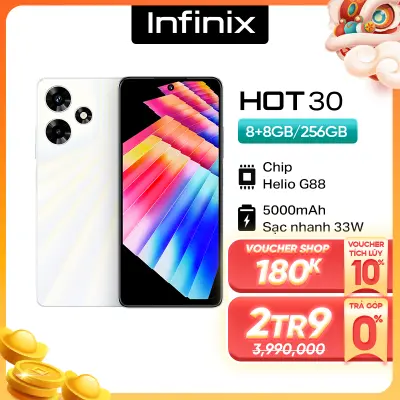 Infinix
HOT 30
8+8GB/256GB
Chip
Helio G88
5000mAh
Sạc nhanh 33W
VOUCHER SHOP
180K
VOUCHER
TÍCH LŨY
10%
2TR9
3,990,000
TRẢ GÓP
0%